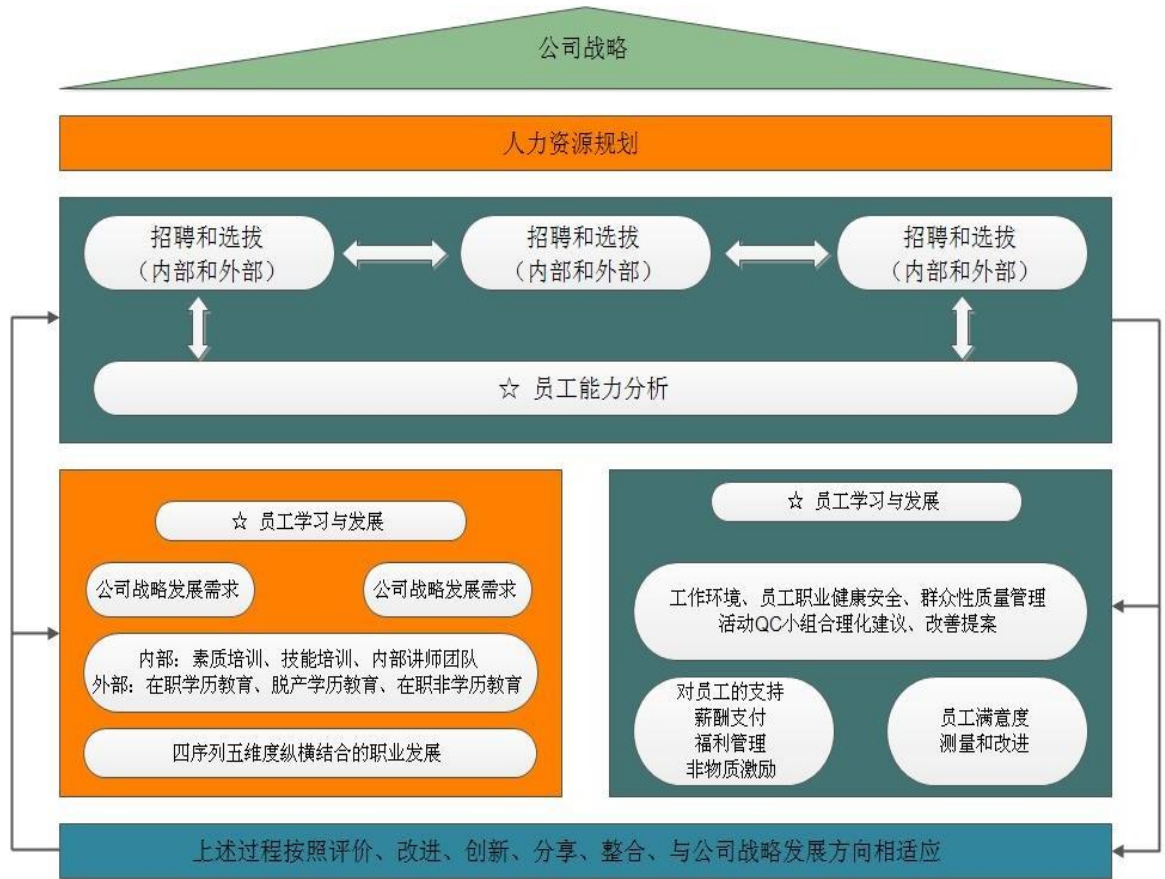 公司战略
人力资源规划
招聘和选拔
（内部和外部）
招聘和选拔
（内部和外部）
招聘和选拔
（内部和外部）
☆ 员工能力分析
☆ 员工学习与发展
公司战略发展需求
公司战略发展需求
内部：素质培训、技能培训、内部讲师团队
外部：在职学历教育、脱产学历教育、在职非学历教育
四序列五维度纵横结合的职业发展
☆ 员工学习与发展
工作环境、员工职业健康安全、群众性质量管理
活动QC小组合理化建议、改善提案
对员工的支持
薪酬支付
福利管理
非物质激励
员工满意度
测量和改进
上述过程按照评价、改进、创新、分享、整合、与公司战略发展方向相适应